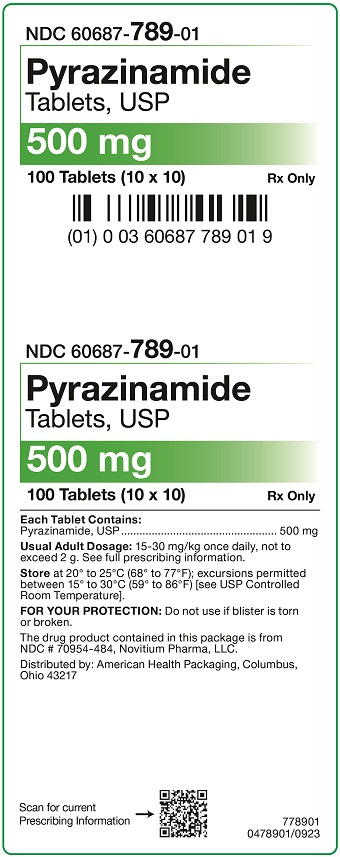 NDC 60687-789-01
Pyrazinamide
Tablets, USP
500 mg
100 Tablets (10 x 10) Rx Only
(01) 0 03 60687 789 01 9
NDC 60687-789-01
Pyrazinamide
Tablets, USP
500 mg
100 Tablets (10 x 10) Rx Only
Each Tablet Contains:
Pyrazinamide, USP.................................................. 500 mg
Usual Adult Dosage: 15-30 mg/kg once daily, not to
exceed 2 g. See full prescribing information.
Store at 20° to 25°C (68° to 77°F); excursions permitted
between 15° to 30°C (59° to 86°F) [see USP Controlled
Room Temperature].
FOR YOUR PROTECTION: Do not use if blister is torn
or broken.
The drug product contained in this package is from
NDC # 70954-484, Novitium Pharma, LLC.
Distributed by: American Health Packaging, Columbus,
Ohio 43217
Scan for current
Prescribing Information →
778901
0478901/0923